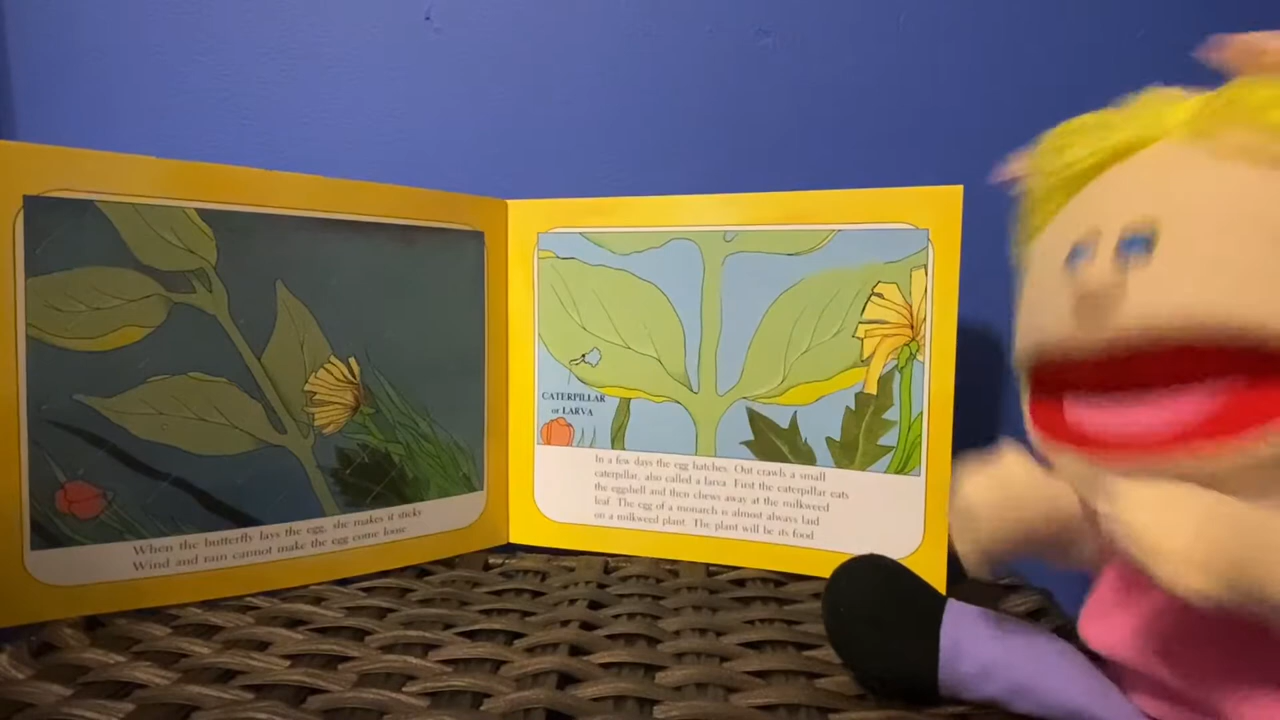 When the butterfly lays the egg, she makes it sticky
Wind and rain cannot make the egg come loose.
CATERPILLAR
or LARVA
In a few days the egg hatches. Out crawls a small
caterpillar, also called a larva. First the caterpillar eats
the eggshell and then chews away at the milkweed
leaf. The egg of a monarch is almost always laid
on a milkweed plant. The plant will be its food